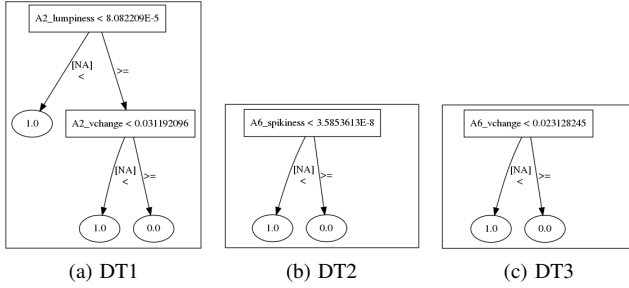 A2_lumpiness < 8.082209E-5
[NA]
<
>=
1.0
A2_vchange < 0.031192096
[NA]
<
>=
1.0
0.0
(a) DT1
A6_spikiness < 3.5853613E-8
[NA]
<
>=
1.0
0.0
(b) DT2
A6_vchange < 0.023128245
[NA]
<
>=
1.0
0.0
(c) DT3